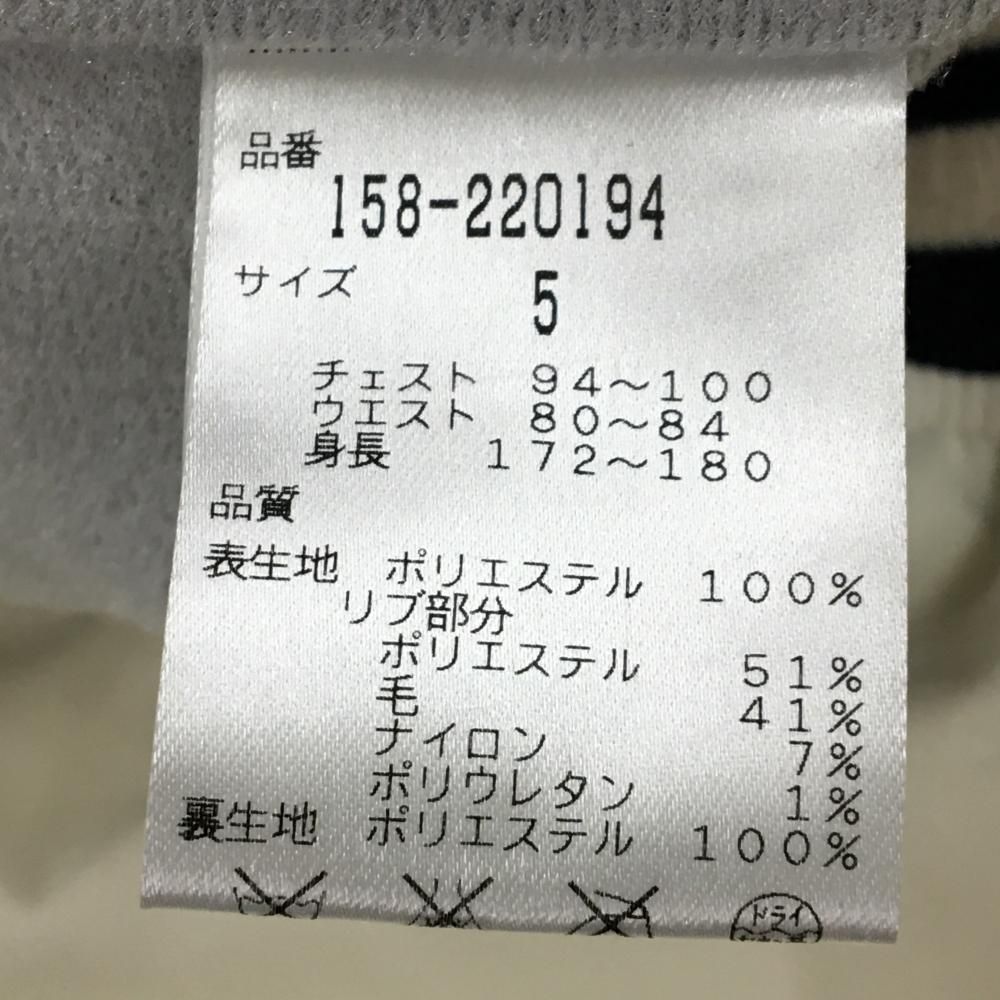 品番
158-220194
サイズ 5
チェスト 94～100
ウエスト 80～84
身長 172～180
品質
表生地 ポリエステル 100%
リブ部分
ポリエステル 51%
毛 41%
ナイロン 7%
ポリウレタン 1%
裏生地 ポリエステル 100%
ドライ